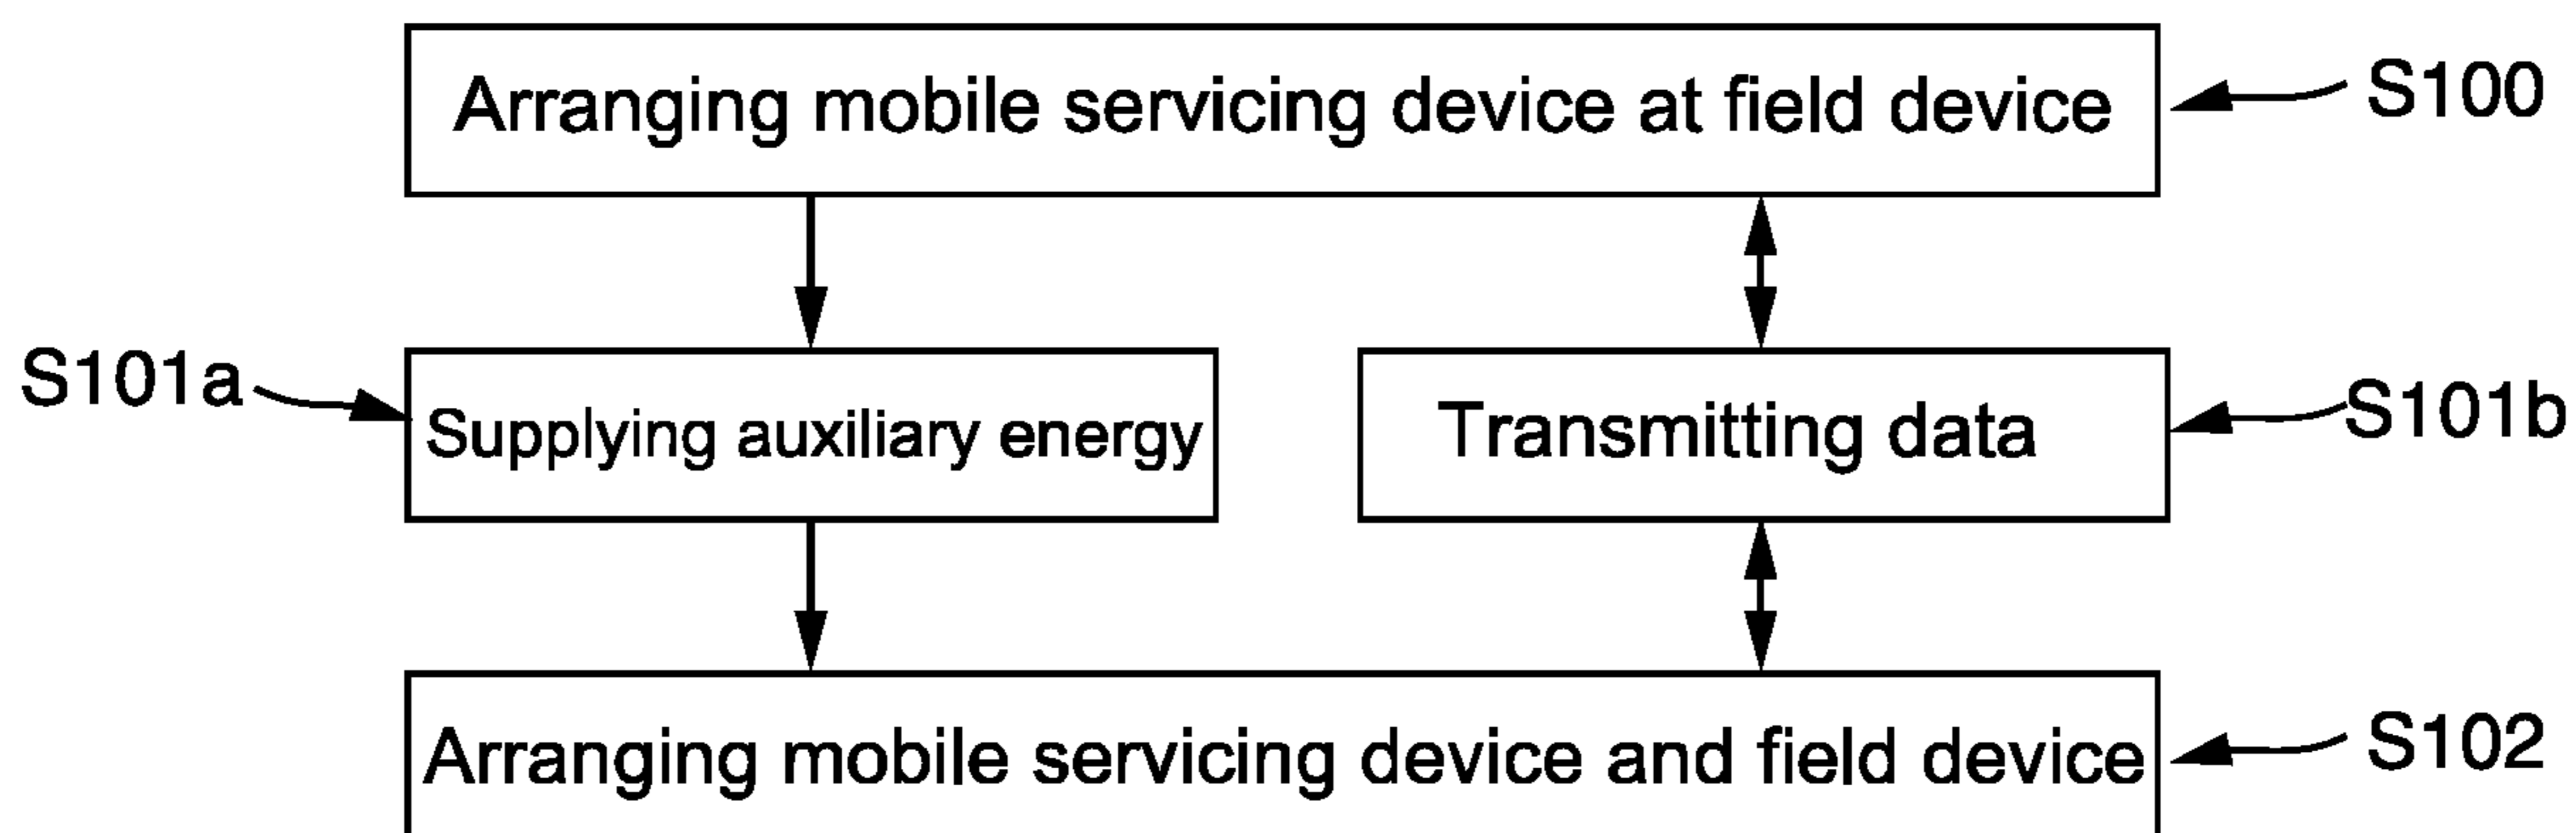 Arranging mobile servicing device at field device
S100
S101a
Supplying auxiliary energy
Transmitting data
S101b
Arranging mobile servicing device and field device
S102